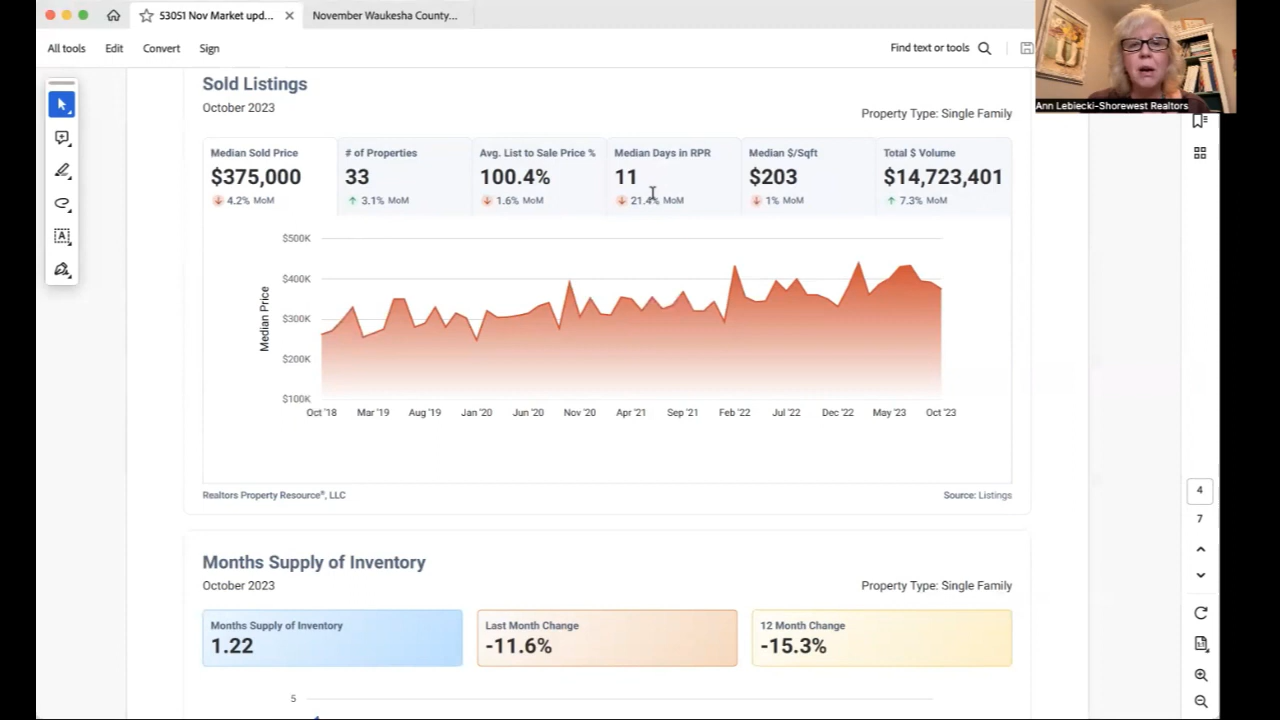 53051 Nov Market upd...
November Waukesha County...
All tools
Edit
Convert
Sign
Find text or tools
Ann Lebiecki-Shorewest Realtors
Sold Listings
October 2023
Property Type: Single Family
Median Sold Price
$375,000
4.2% MoM
# of Properties
33
3.1% MoM
Avg. List to Sale Price %
100.4%
1.6% MoM
Median Days in RPR
11
21.4% MoM
Median $/Sqft
$203
1% MoM
Total $ Volume
$14,723,401
7.3% MoM
Median Price
$500K
$400K
$300K
$200K
$100K
Oct '18 Mar '19 Aug '19 Jan '20 Jun '20 Nov '20 Apr '21 Sep '21 Feb '22 Jul '22 Dec '22 May '23 Oct '23
Realtors Property Resource®, LLC
Source: Listings
Months Supply of Inventory
October 2023
Property Type: Single Family
Months Supply of Inventory
1.22
Last Month Change
-11.6%
12 Month Change
-15.3%
5
4
7